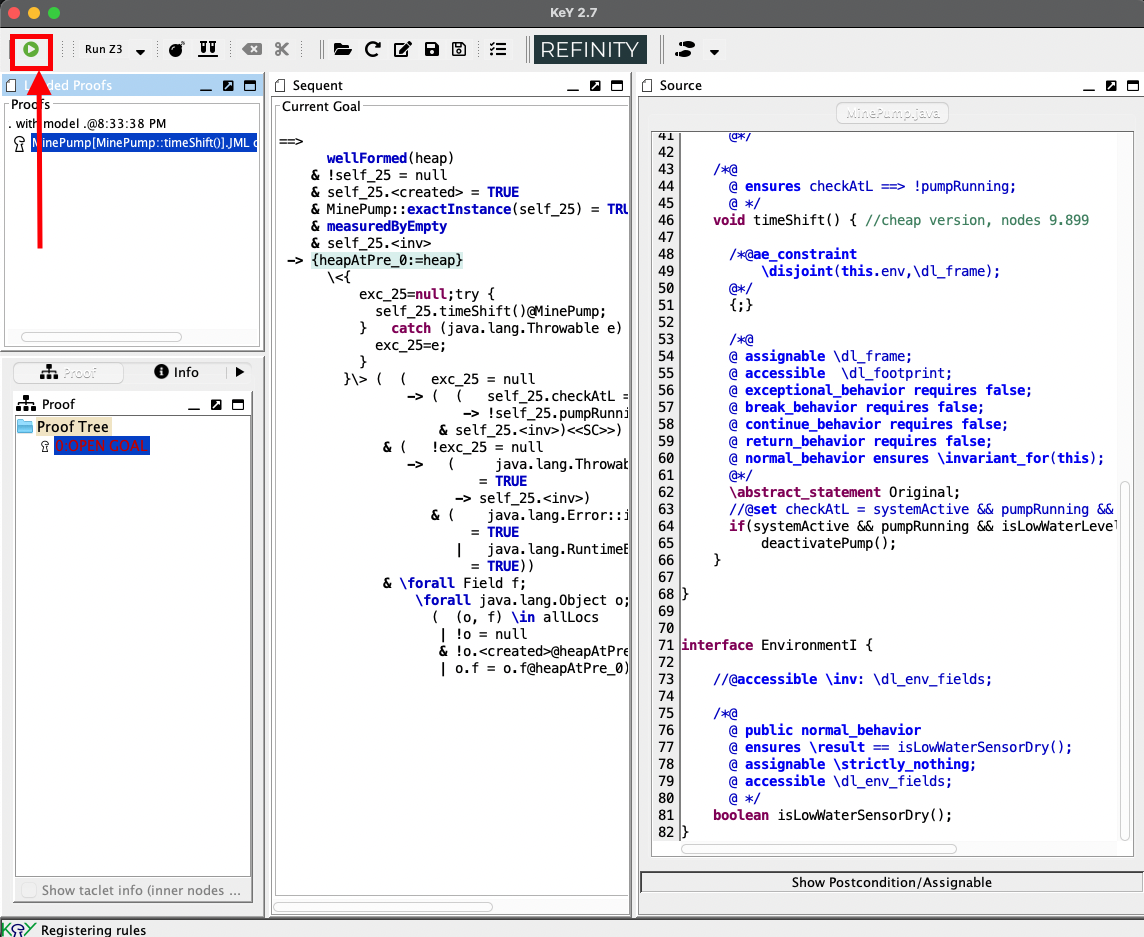 KeY 2.7
Run Z3
REFINITY
Loaded Proofs
Proofs
. with model .@8:33:38 PM
MinePump[MinePump::timeShift()].JML
Proof
Info
Proof
Proof Tree
0:OPEN GOAL
Show taclet info (inner nodes ...
Sequent
Current Goal
==>
wellFormed(heap)
& !self_25 = null
& self_25.<created> = TRUE
& MinePump::exactInstance(self_25) = TRU
& measuredByEmpty
& self_25.<inv>
-> {heapAtPre_0:=heap}
\<{
exc_25=null;try {
self_25.timeShift()@MinePump;
} catch (java.lang.Throwable e)
exc_25=e;
}
}\> ( ( exc_25 = null
-> ( ( self_25.checkAtL =
-> !self_25.pumpRunni
& self_25.<inv>)<<SC>>)
& ( !exc_25 = null
-> ( java.lang.Throwab
= TRUE
-> self_25.<inv>)
& ( java.lang.Error::i
= TRUE
| java.lang.RuntimeE
= TRUE))
& \forall Field f;
\forall java.lang.Object o;
( (o, f) \in allLocs
| !o = null
& !o.<created>@heapAtPre
| o.f = o.f@heapAtPre_0)
Source
MinePump.java
41 @*/
42
43 /*@
44 @ ensures checkAtL ==> !pumpRunning;
45 @ */
46 void timeShift() { //cheap version, nodes 9.899
47
48 /*@ae_constraint
49 \disjoint(this.env,\dl_frame);
50 @*/
51 {;}
52
53 /*@
54 @ assignable \dl_frame;
55 @ accessible \dl_footprint;
56 @ exceptional_behavior requires false;
57 @ break_behavior requires false;
58 @ continue_behavior requires false;
59 @ return_behavior requires false;
60 @ normal_behavior ensures \invariant_for(this);
61 @*/
62 \abstract_statement Original;
63 //@set checkAtL = systemActive && pumpRunning &&
64 if(systemActive && pumpRunning && isLowWaterLevel
65 deactivatePump();
66 }
67
68 }
69
70
71 interface EnvironmentI {
72
73 //@accessible \inv: \dl_env_fields;
74
75 /*@
76 @ public normal_behavior
77 @ ensures \result == isLowWaterSensorDry();
78 @ assignable \strictly_nothing;
79 @ accessible \dl_env_fields;
80 @ */
81 boolean isLowWaterSensorDry();
82 }
Show Postcondition/Assignable
KeY Registering rules